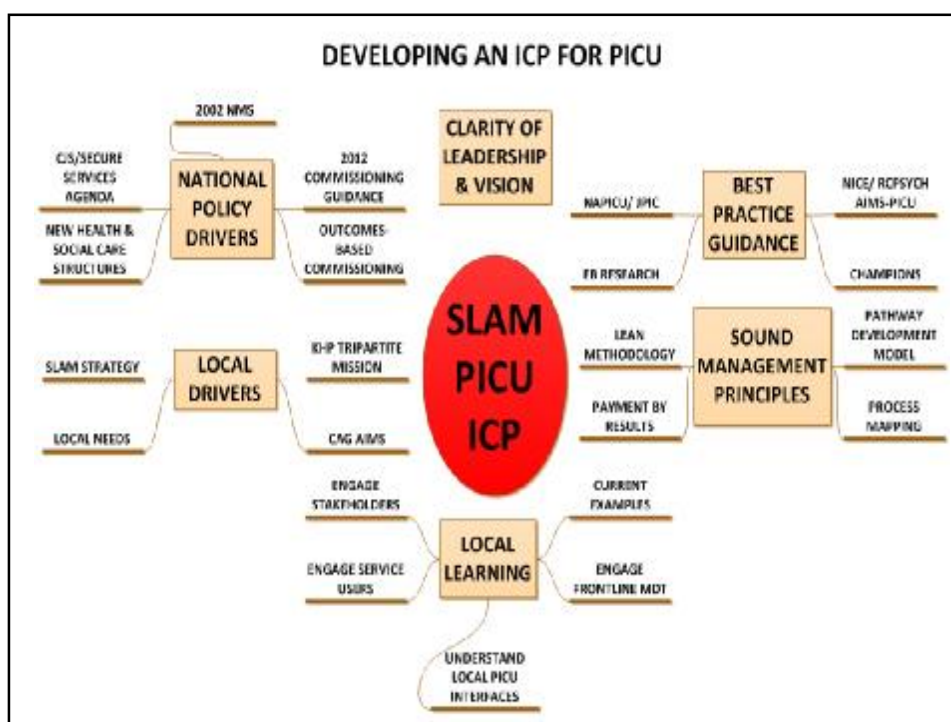 DEVELOPING AN ICP FOR PICU
2002 NMS
CJS/SECURE
SERVICES
AGENDA
NEW HEALTH &
SOCIAL CARE
STRUCTURES
NATIONAL
POLICY
DRIVERS
2012
COMMISSIONING
GUIDANCE
OUTCOMES-
BASED
COMMISSIONING
CLARITY OF
LEADERSHIP
& VISION
NAPICU/ JPIC
EB RESEARCH
BEST
PRACTICE
GUIDANCE
NICE/ RCPSYCH
AIMS-PICU
CHAMPIONS
SLAM STRATEGY
LOCAL NEEDS
LOCAL
DRIVERS
KHP TRIPARTITE
MISSION
CAG AIMS
SLAM
PICU
ICP
LEAN
METHODOLOGY
PAYMENT BY
RESULTS
SOUND
MANAGEMENT
PRINCIPLES
PATHWAY
DEVELOPMENT
MODEL
PROCESS
MAPPING
ENGAGE
STAKEHOLDERS
ENGAGE SERVICE
USERS
LOCAL
LEARNING
CURRENT
EXAMPLES
ENGAGE
FRONTLINE MDT
UNDERSTAND
LOCAL PICU
INTERFACES